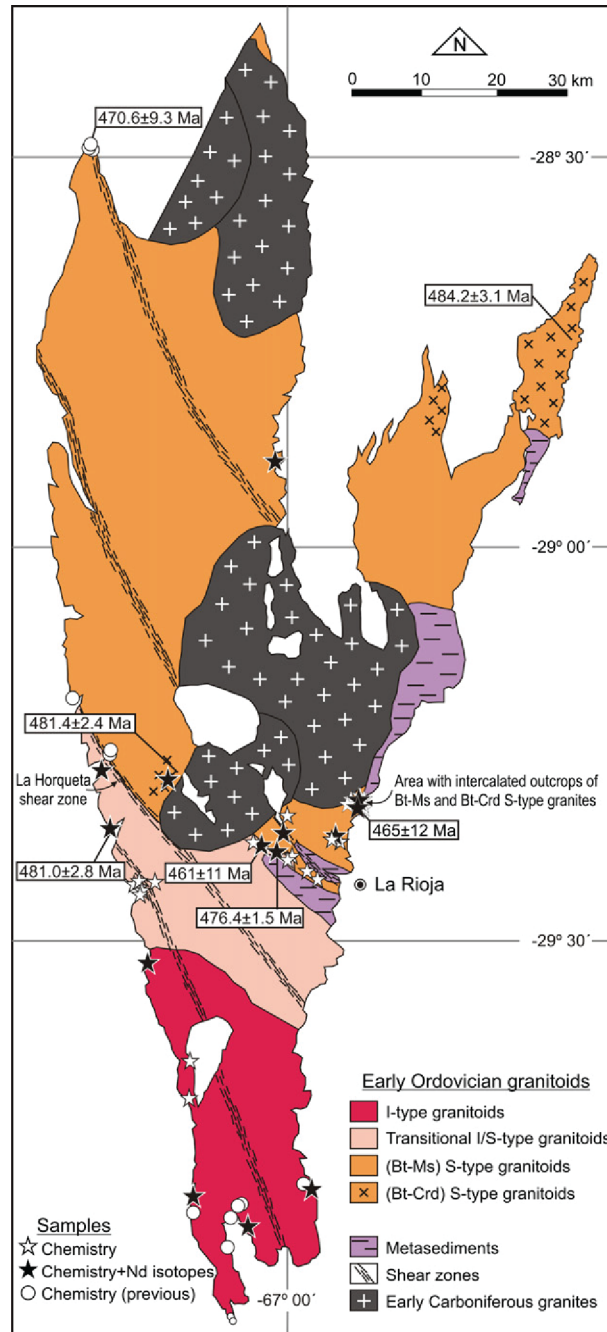 N
0 10 20 30 km
470.6±9.3 Ma
-28º 30´
484.2±3.1 Ma
-29º 00´
481.4±2.4 Ma
La Horqueta
shear zone
Area with intercalated outcrops of
Bt-Ms and Bt-Crd S-type granites
465±12 Ma
481.0±2.8 Ma
461±11 Ma
La Rioja
476.4±1.5 Ma
-29º 30´
Early Ordovician granitoids
I-type granitoids
Transitional I/S-type granitoids
(Bt-Ms) S-type granitoids
(Bt-Crd) S-type granitoids
Metasediments
Shear zones
Early Carboniferous granites
Samples
Chemistry
Chemistry+Nd isotopes
Chemistry (previous)
-67º 00´